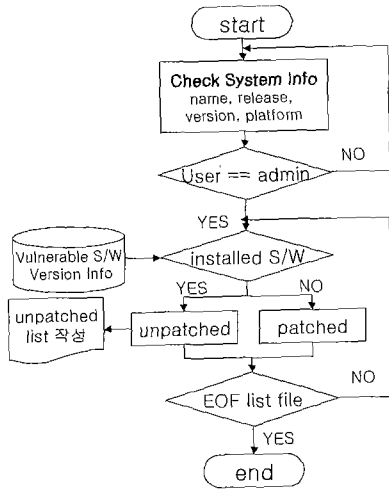 start
Check System Info
name, release,
version, platform
NO
User == admin
YES
Vulnerable S/W
Version Info
installed S/W
YES
NO
unpatched
list 작성
unpatched
patched
NO
EOF list file
YES
end